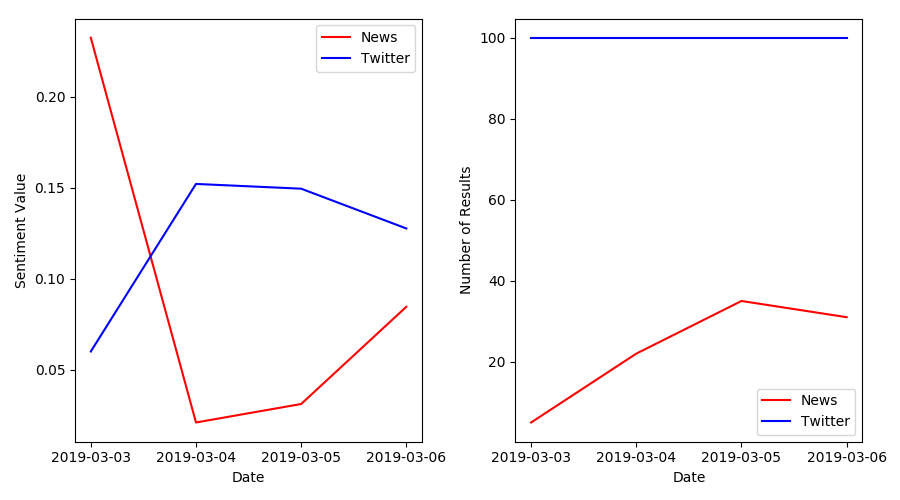 News
Twitter
0.20
0.15
0.10
0.05
Sentiment Value
2019-03-03 2019-03-04 2019-03-05 2019-03-06
Date
100
80
60
40
20
Number of Results
News
Twitter
2019-03-03 2019-03-04 2019-03-05 2019-03-06
Date